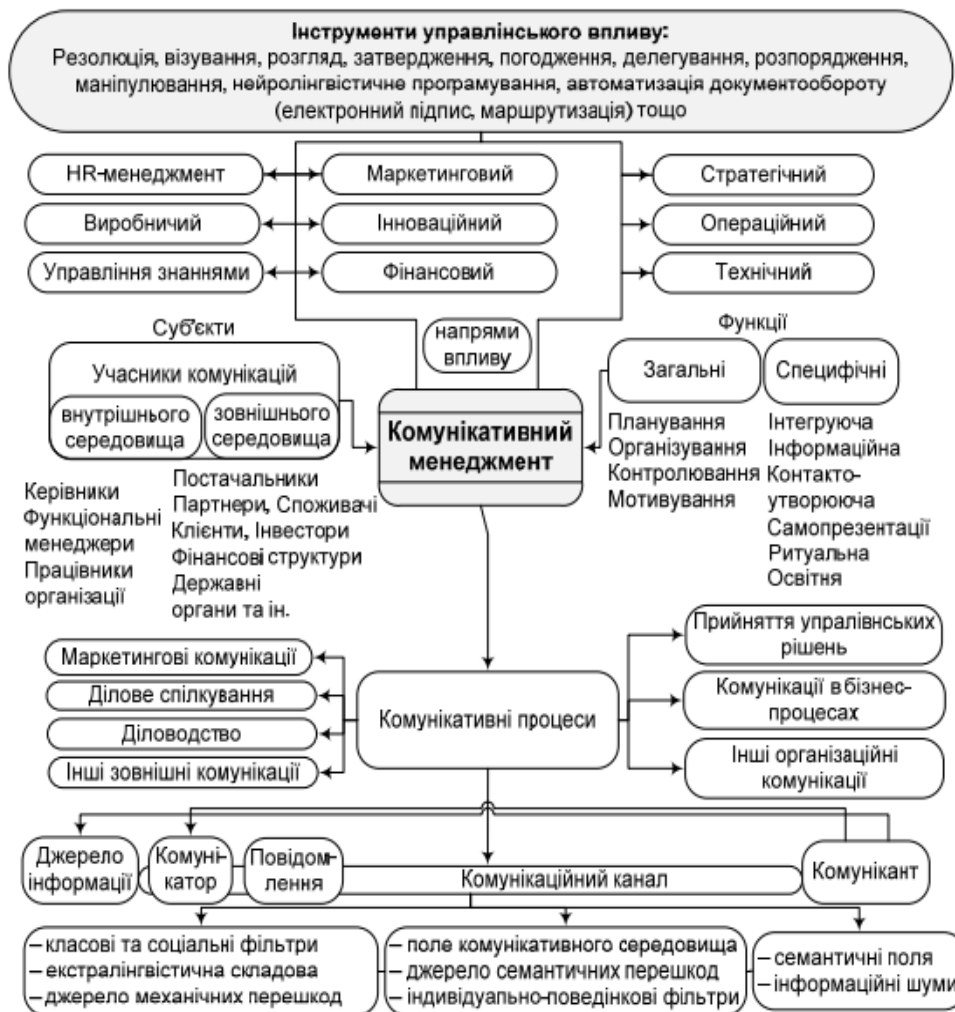 Інструменти управлінського впливу:
Резолюція, візування, розгляд, затвердження, погодження, делегування, розпорядження,
маніпулювання, нейролінгвістичне програмування, автоматизація документообороту
(електронний підпис, маршрутизація) тощо
HR-менеджмент
Маркетинговий
Стратегічний
Виробничий
Інноваційний
Операційний
Управління знаннями
Фінансовий
Технічний
Суб'єкти
Учасники комунікацій
внутрішнього
середовища
зовнішнього
середовища
Керівники
Функціональні
менеджери
Працівники
організації
Постачальники
Партнери, Споживачі
Клієнти, Інвестори
Фінансові структури
Державні
органи та ін.
напрями
впливу
Комунікативний
менеджмент
Функції
Загальні
Специфічні
Планування
Організування
Контролювання
Мотивування
Інтегруюча
Інформаційна
Контакто-
утворююча
Самопрезентації
Ритуальна
Освітня
Маркетингові комунікації
Ділове спілкування
Діловодство
Інші зовнішні комунікації
Комунікативні процеси
Прийняття упралівнських
рішень
Комунікації в бізнес-
процесах
Інші організаційні
комунікації
Джерело
інформації
Комуні-
катор
Повідом-
лення
Комунікаційний канал
Комунікант
– класові та соціальні фільтри
– екстралінгвістична складова
– джерело механічних перешкод
– поле комунікативного середовища
– джерело семантичних перешкод
– індивідуально-поведінкові фільтри
– семантичні поля
– інформаційні шуми